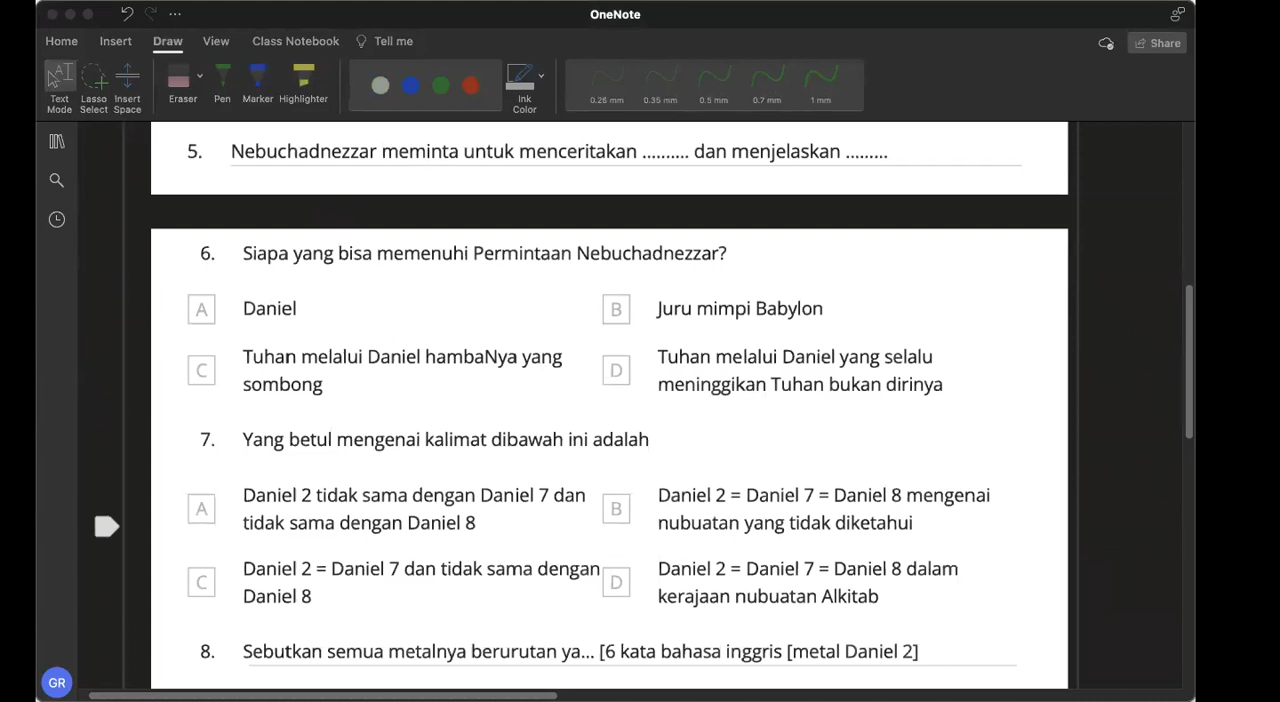 OneNote
Home Insert Draw View Class Notebook Tell me Share
Text Mode
Lasso Select
Insert Space
Eraser
Pen
Marker
Highlighter
Ink Color
0.25 mm 0.35 mm 0.5 mm 0.7 mm 1 mm
5. Nebuchadnezzar meminta untuk menceritakan .......... dan menjelaskan .........
6. Siapa yang bisa memenuhi Permintaan Nebuchadnezzar?
A Daniel
B Juru mimpi Babylon
C Tuhan melalui Daniel hambaNya yang
sombong
D Tuhan melalui Daniel yang selalu
meninggikan Tuhan bukan dirinya
7. Yang betul mengenai kalimat dibawah ini adalah
A Daniel 2 tidak sama dengan Daniel 7 dan
tidak sama dengan Daniel 8
B Daniel 2 = Daniel 7 = Daniel 8 mengenai
nubuatan yang tidak diketahui
C Daniel 2 = Daniel 7 dan tidak sama dengan
Daniel 8
D Daniel 2 = Daniel 7 = Daniel 8 dalam
kerajaan nubuatan Alkitab
8. Sebutkan semua metalnya berurutan ya... [6 kata bahasa inggris [metal Daniel 2]
GR